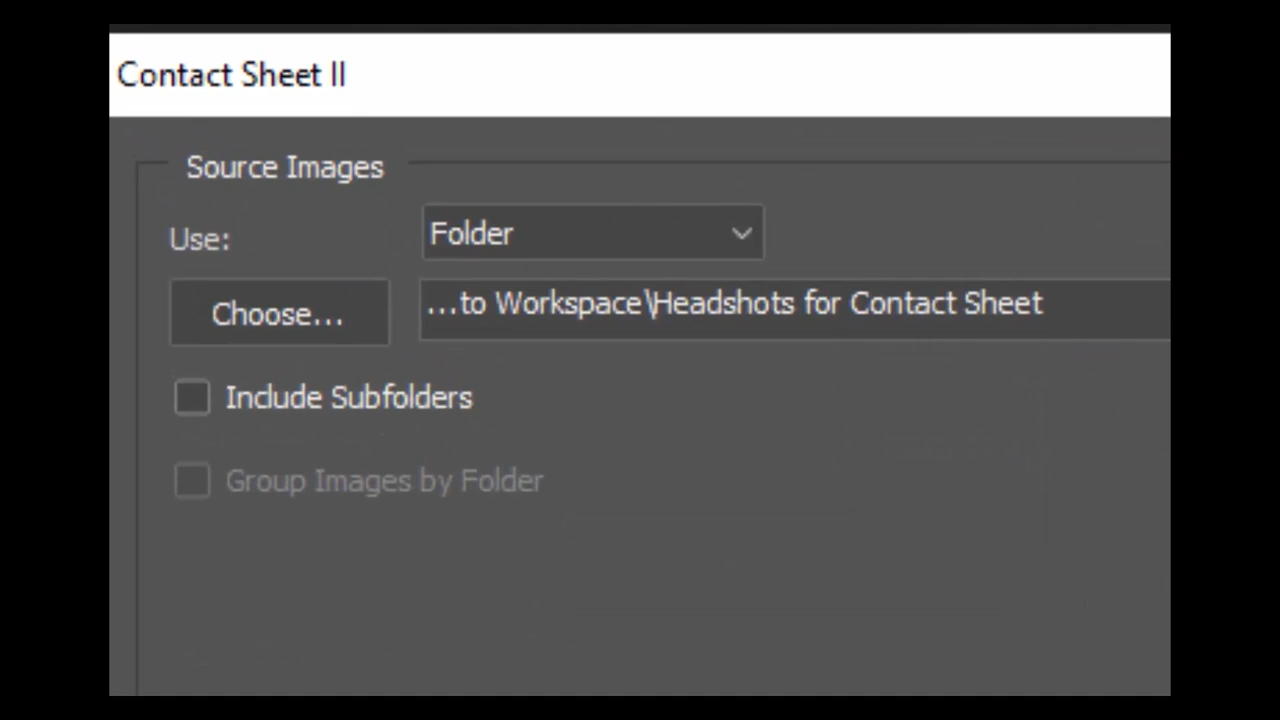 Contact Sheet II
Source Images
Use:
Folder
Choose...
...to Workspace\Headshots for Contact Sheet
Include Subfolders
Group Images by Folder